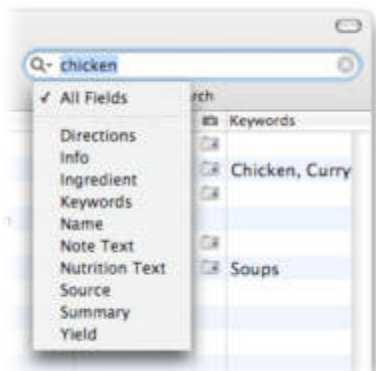 chicken
✓ All Fields
rch
Keywords
Directions
Info
Ingredient
Chicken, Curry
Keywords
Name
Note Text
Nutrition Text
Soups
Source
Summary
Yield